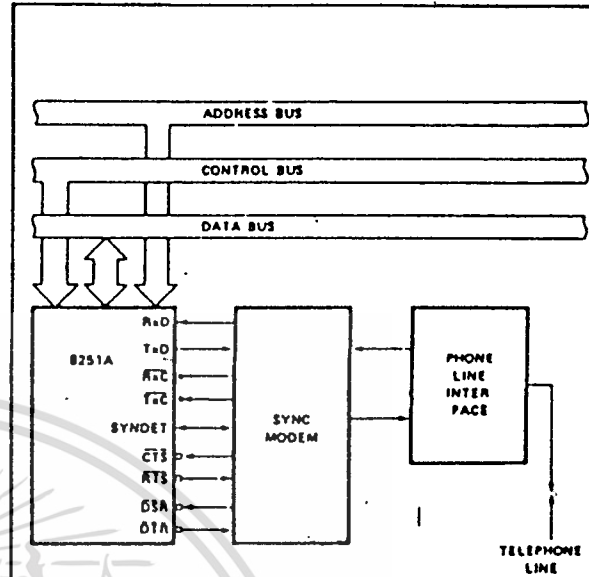 ADDRESS BUS
CONTROL BUS
DATA BUS
8251A
RxD
TxD
RxC
TxC
SYNDET
CTS
RTS
DSR
DTR
SYNC
MODEM
PHONE
LINE
INTER
FACE
TELEPHONE
LINE